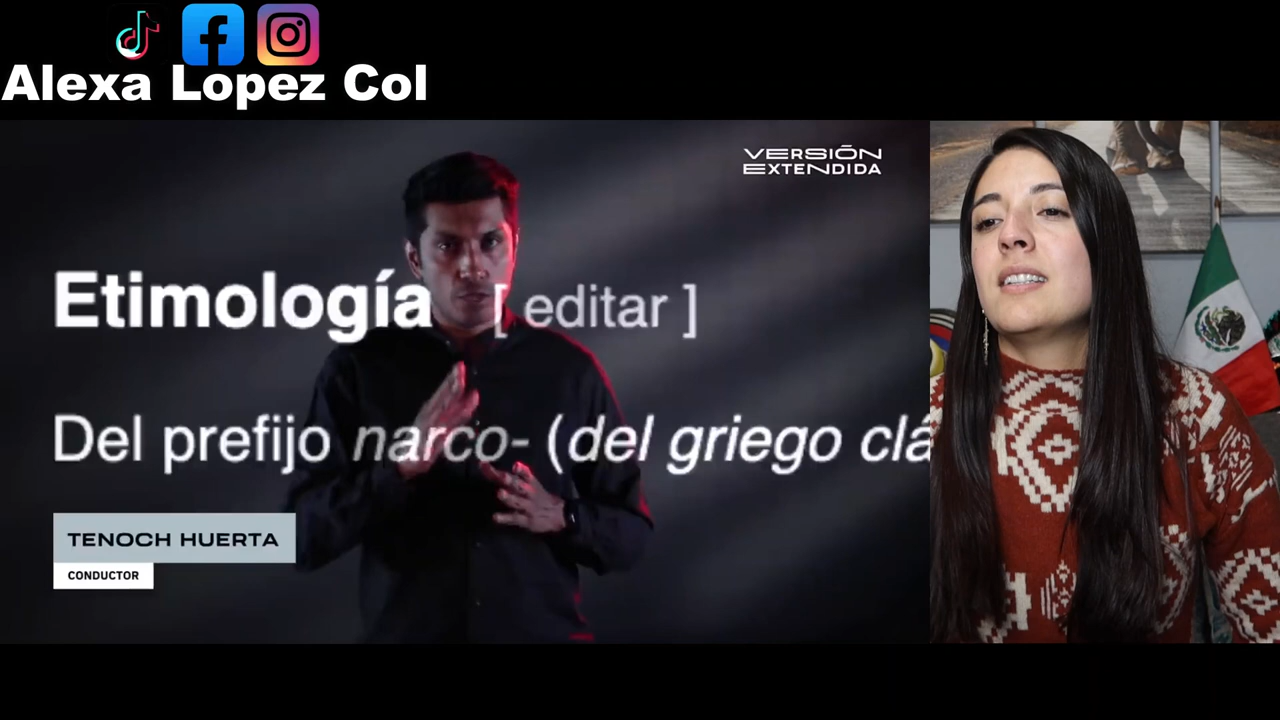 Alexa Lopez Col
VERSIÓN
EXTENDIDA
Etimología [ editar ]
Del prefijo narco- (del griego clá
TENOCH HUERTA
CONDUCTOR